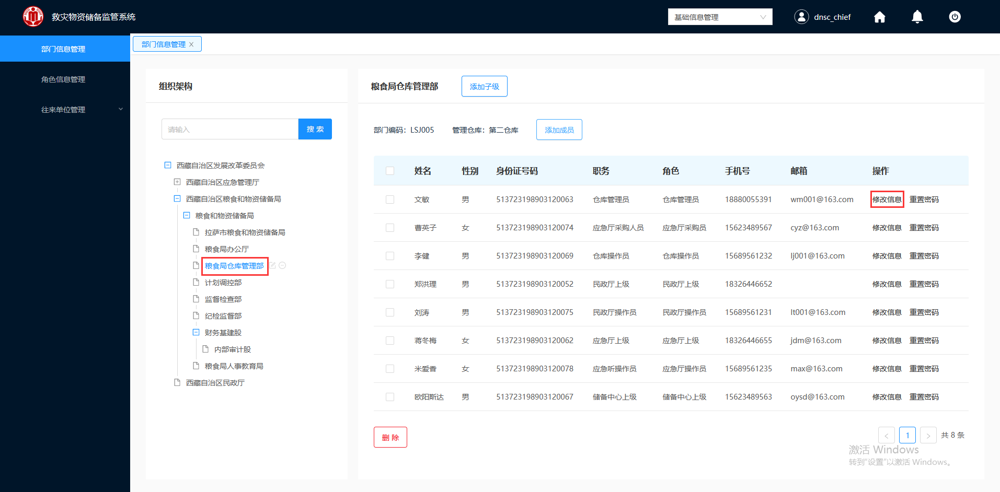 救灾物资储备监管系统
基础信息管理
dnsc_chief
部门信息管理
角色信息管理
往来单位管理
部门信息管理 x
组织架构
请输入
搜 索
西藏自治区发展改革委员会
西藏自治区应急管理厅
西藏自治区粮食和物资储备局
粮食和物资储备局
拉萨市粮食和物资储备局
粮食局办公厅
粮食局仓库管理部
计划调控部
监督检查部
纪检监督部
财务基建股
内部审计股
粮食局人事教育局
西藏自治区民政厅
粮食局仓库管理部 添加子级
部门编码：LSJ005 管理仓库：第二仓库 添加成员
姓名 性别 身份证号码 职务 角色 手机号 邮箱 操作
文敏 男 513723198903120063 仓库管理员 仓库管理员 18880055391 wm001@163.com 修改信息 重置密码
曹英子 女 513723198903120074 应急厅采购人员 应急厅采购员 15623489567 cyz@163.com 修改信息 重置密码
李健 男 513723198903120069 仓库操作员 仓库操作员 15689561232 lj001@163.com 修改信息 重置密码
郑洪理 男 513723198903120052 民政厅上级 民政厅上级 18326446652 修改信息 重置密码
刘涛 男 513723198903120075 民政厅操作员 民政厅操作员 15689561231 lt001@163.com 修改信息 重置密码
蒋冬梅 女 513723198903120062 应急厅上级 应急厅上级 18326446655 jdm@163.com 修改信息 重置密码
米爱香 女 513723198903120078 应急听操作员 应急厅操作员 15689561235 max@163.com 修改信息 重置密码
欧阳斯达 男 513723198903120067 储备中心上级 储备中心上级 15623489563 oysd@163.com 修改信息 重置密码
删 除
< 1 > 共 8 条
激活 Windows
转到"设置"以激活 Windows。